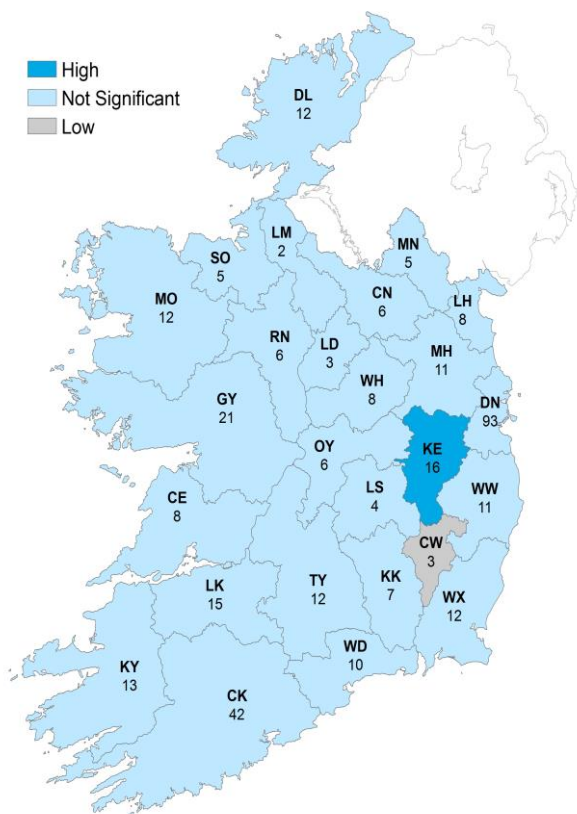 High
Not Significant
Low
DL
12
LM
2
SO
5
MN
5
MO
12
CN
6
LH
8
RN
6
LD
3
MH
11
WH
8
GY
21
DN
93
KE
16
OY
6
LS
4
WW
11
CE
8
CW
3
LK
15
TY
12
KK
7
WX
12
WD
10
KY
13
CK
42